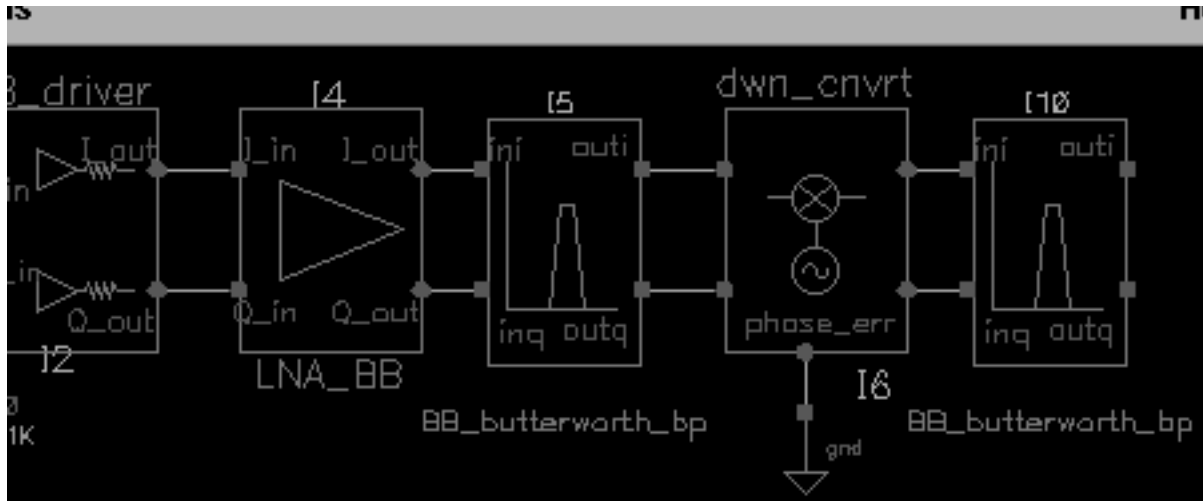 B_driver
I_out
in
_in
Q_out
I2
1K
I4
I_in I_out
Q_in Q_out
LNA_BB
I5
ini outi
inq outq
BB_butterworth_bp
dwn_cnvrt
phase_err
I6
gnd
I10
ini outi
inq outq
BB_butterworth_bp